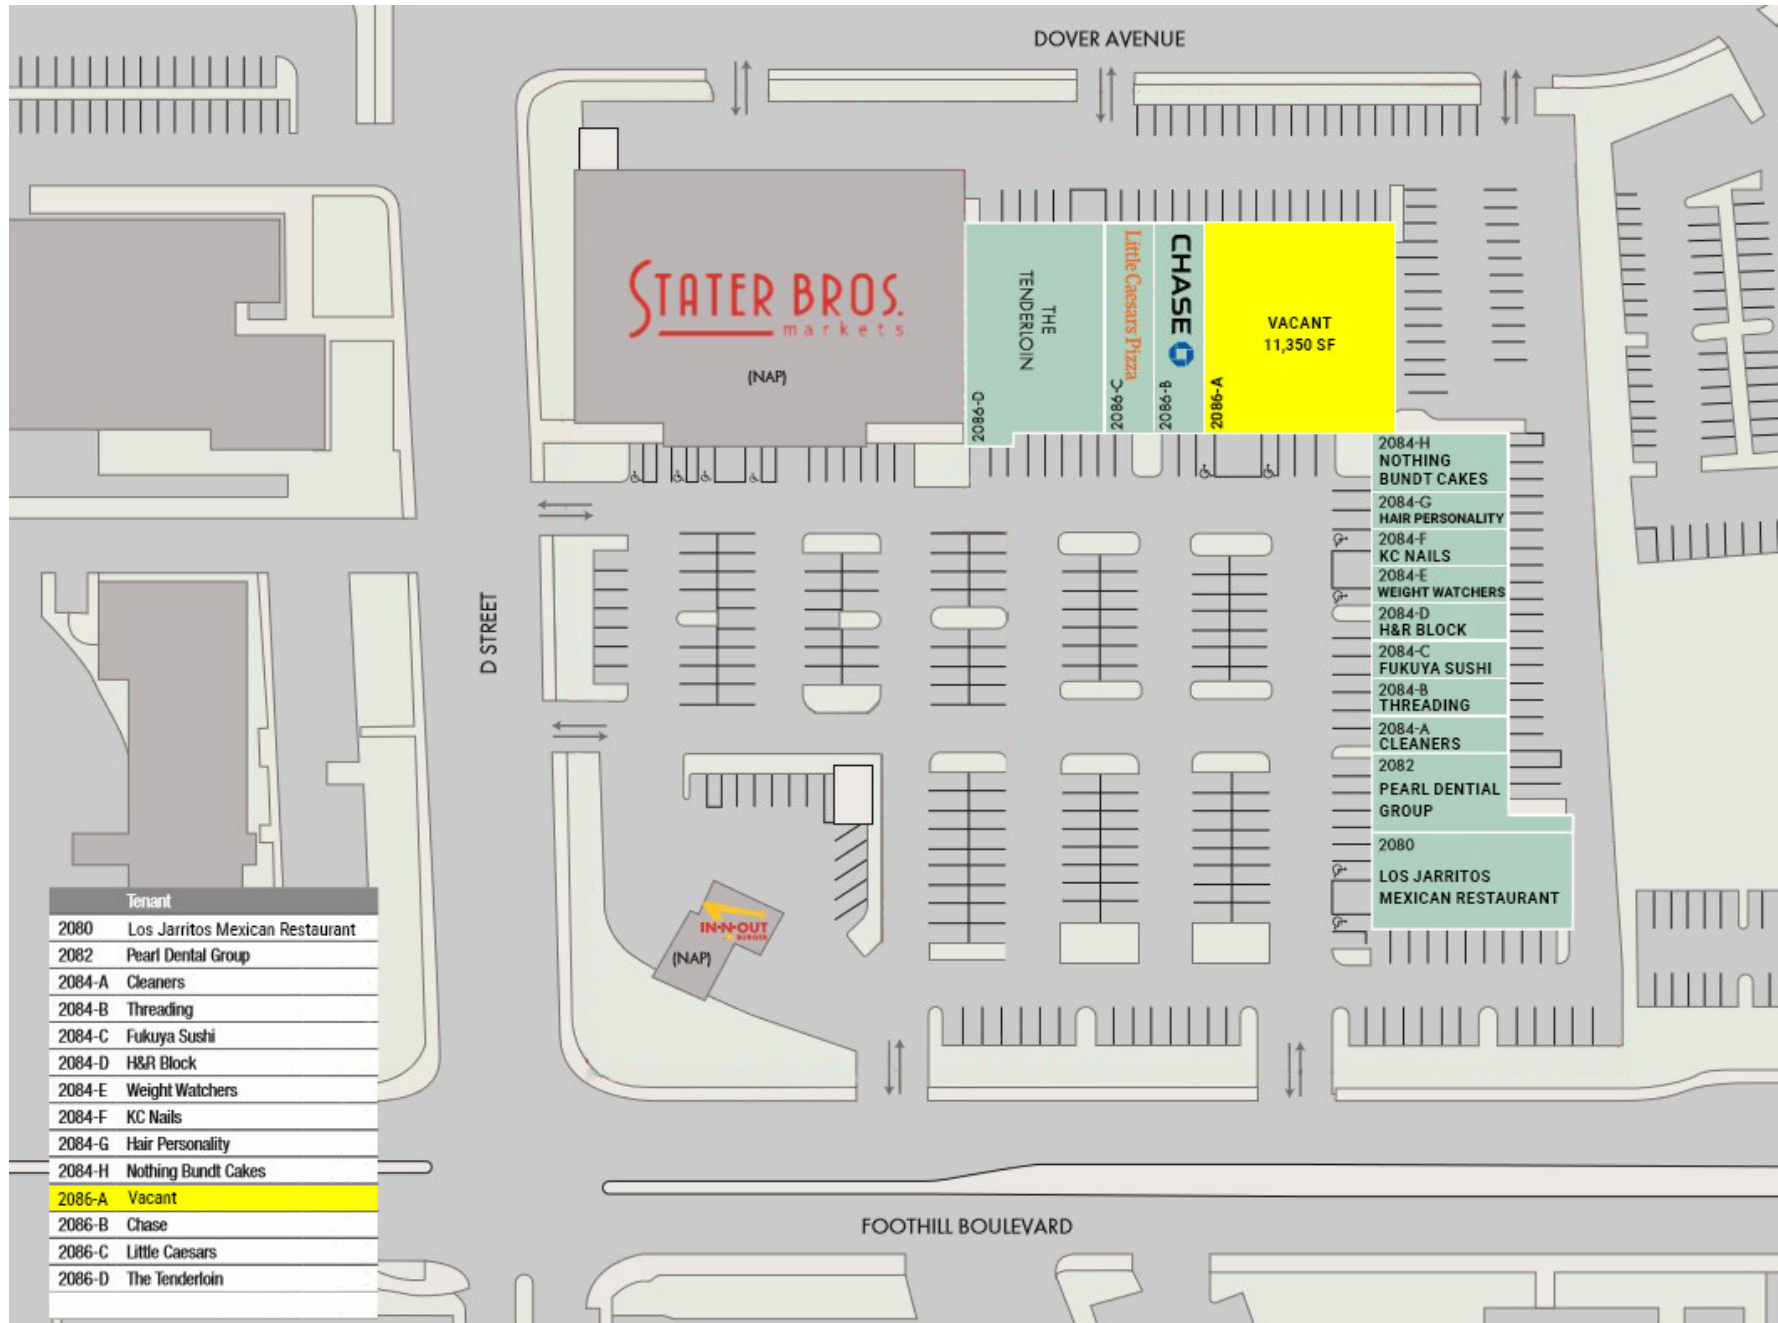 DOVER AVENUE
STATER BROS.
markets
(NAP)
THE
TENDERLOIN
2086-D
Little Caesars Pizza
2086-C
CHASE
2086-B
VACANT
11,350 SF
2086-A
2084-H
NOTHING
BUNDT CAKES
2084-G
HAIR PERSONALITY
2084-F
KC NAILS
2084-E
WEIGHT WATCHERS
2084-D
H&R BLOCK
2084-C
FUKUYA SUSHI
2084-B
THREADING
2084-A
CLEANERS
2082
PEARL DENTIAL
GROUP
2080
LOS JARRITOS
MEXICAN RESTAURANT
D STREET
IN-N-OUT
BURGER
(NAP)
Tenant
2080 Los Jarritos Mexican Restaurant
2082 Pearl Dental Group
2084-A Cleaners
2084-B Threading
2084-C Fukuya Sushi
2084-D H&R Block
2084-E Weight Watchers
2084-F KC Nails
2084-G Hair Personality
2084-H Nothing Bundt Cakes
2086-A Vacant
2086-B Chase
2086-C Little Caesars
2086-D The Tenderloin
FOOTHILL BOULEVARD